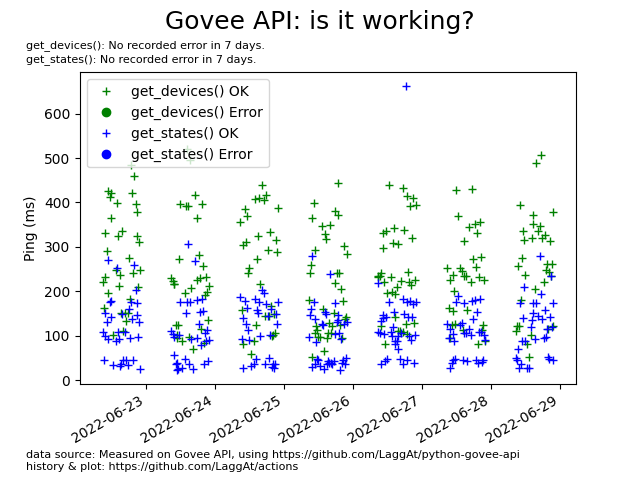 Govee API: is it working?
get_devices(): No recorded error in 7 days.
get_states(): No recorded error in 7 days.
get_devices() OK
get_devices() Error
get_states() OK
get_states() Error
Ping (ms)
600
500
400
300
200
100
0
2022-06-23
2022-06-24
2022-06-25
2022-06-26
2022-06-27
2022-06-28
2022-06-29
data source: Measured on Govee API, using https://github.com/LaggAt/python-govee-api
history & plot: https://github.com/LaggAt/actions